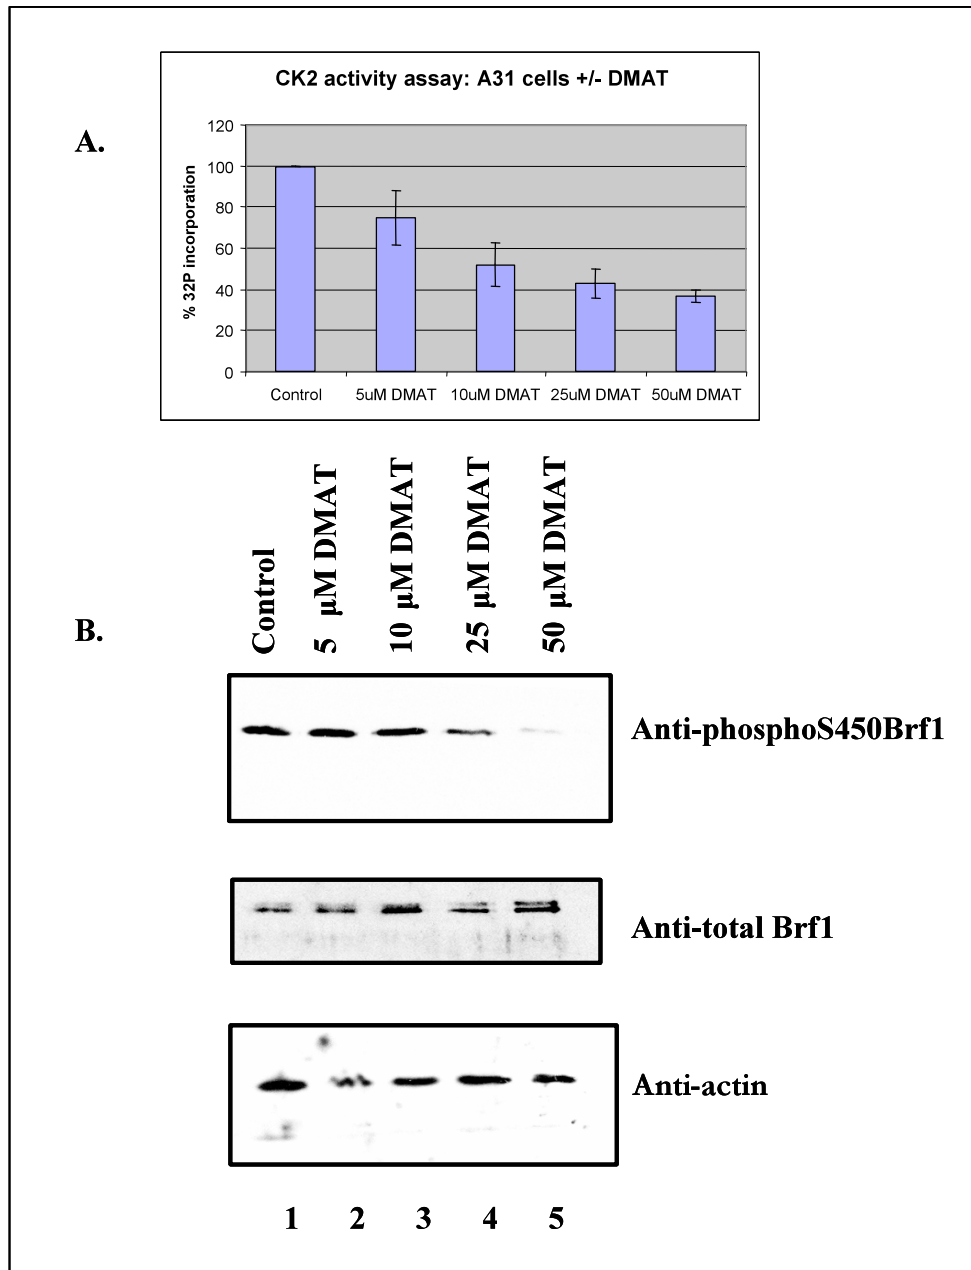 A.
CK2 activity assay: A31 cells +/- DMAT
% 32P incorporation
120
100
80
60
40
20
0
Control
5uM DMAT
10uM DMAT
25uM DMAT
50uM DMAT
B.
Control
5 µM DMAT
10 µM DMAT
25 µM DMAT
50 µM DMAT
Anti-phosphoS450Brf1
Anti-total Brf1
Anti-actin
1 2 3 4 5